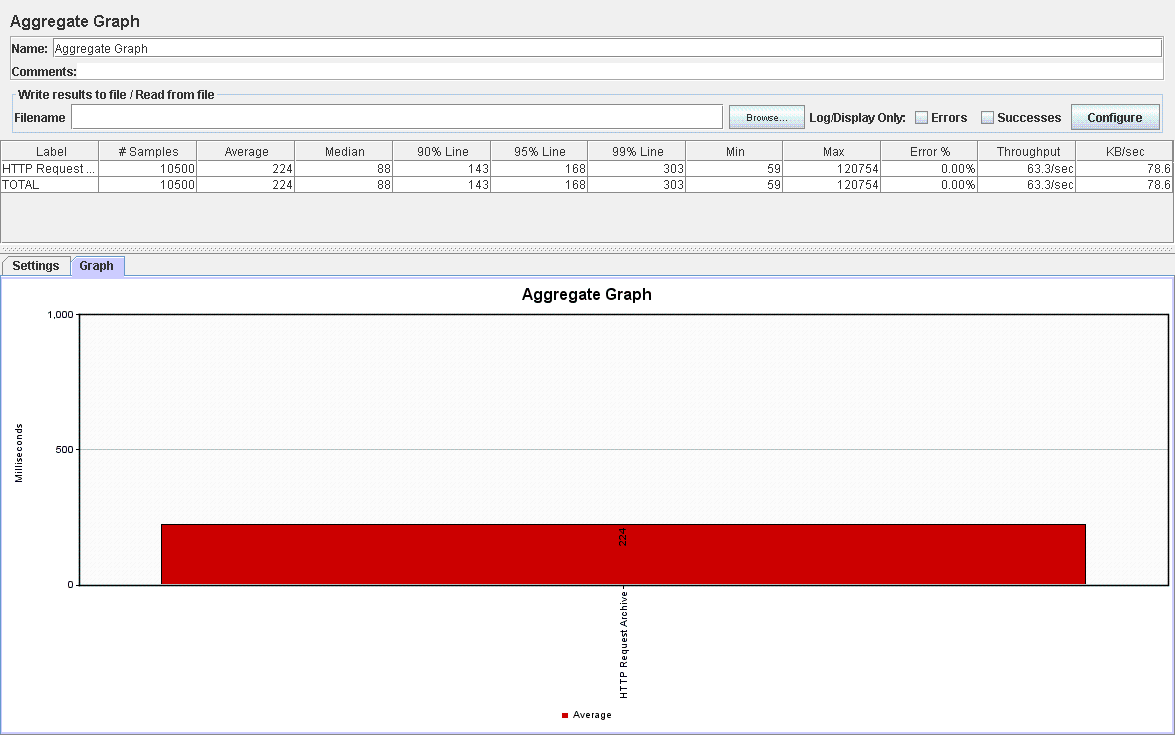 Aggregate Graph
Name: Aggregate Graph
Comments:
Write results to file / Read from file
Filename Browse... Log/Display Only: Errors Successes Configure
Label # Samples Average Median 90% Line 95% Line 99% Line Min Max Error % Throughput KB/sec
HTTP Request ... 10500 224 88 143 168 303 59 120754 0.00% 63.3/sec 78.6
TOTAL 10500 224 88 143 168 303 59 120754 0.00% 63.3/sec 78.6
Settings Graph
Aggregate Graph
1,000
Milliseconds
500
224
0
HTTP Request Archive
Average